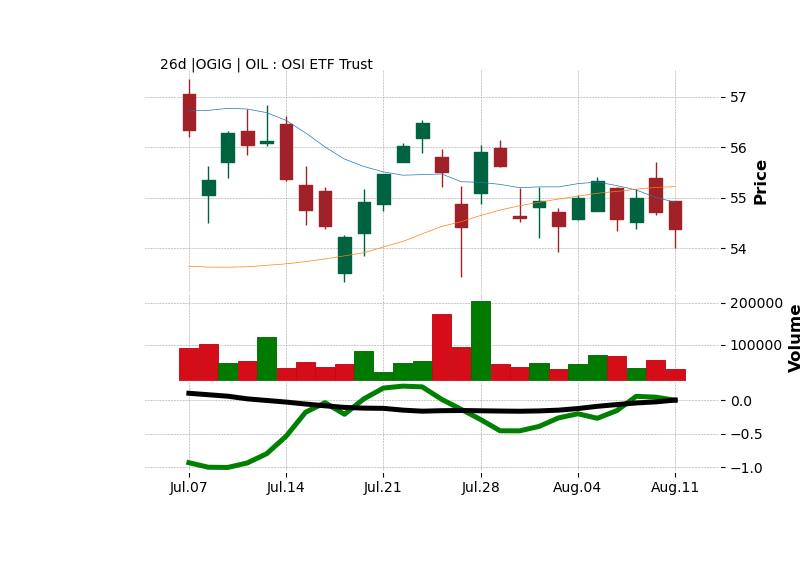 26d |OGIG | OIL : OSI ETF Trust
57
56
55
54
Price
200000
100000
Volume
0.0
−0.5
−1.0
Jul.07 Jul.14 Jul.21 Jul.28 Aug.04 Aug.11